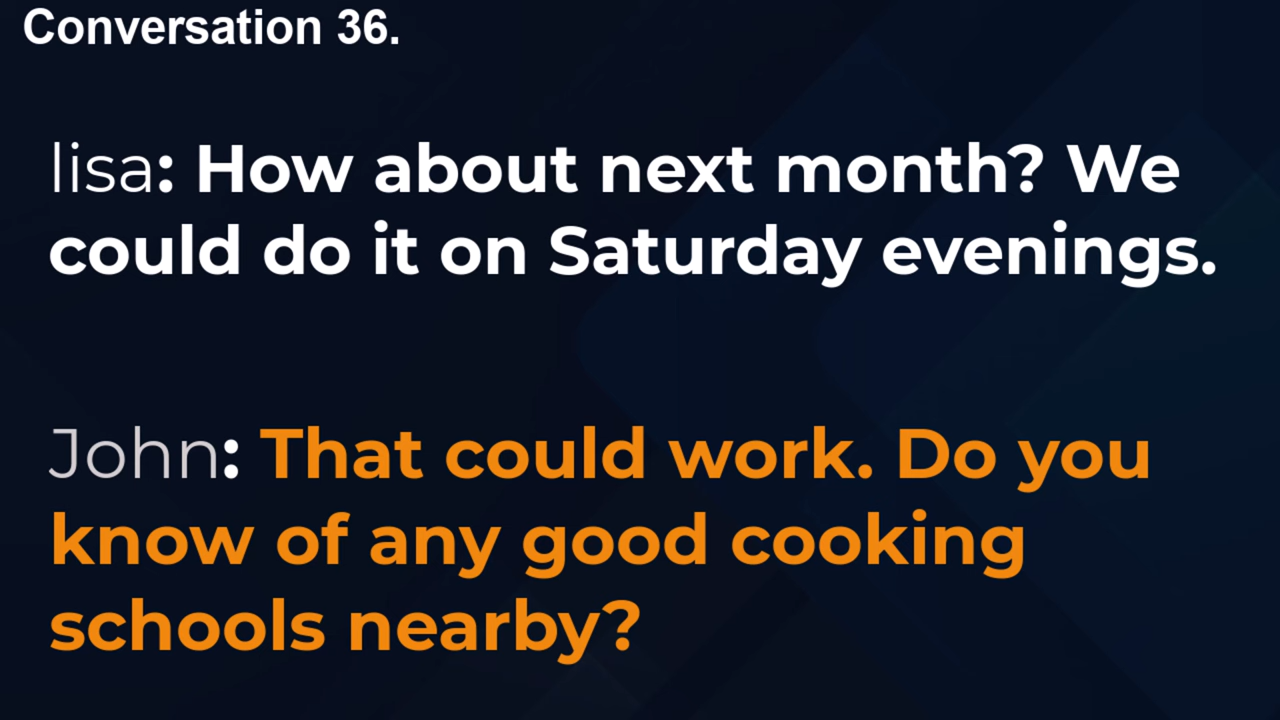 Conversation 36.
lisa: How about next month? We
could do it on Saturday evenings.
John: That could work. Do you
know of any good cooking
schools nearby?